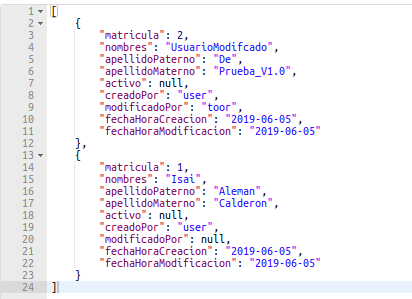 1 [
2 {
3 "matricula": 2,
4 "nombres": "UsuarioModifcado",
5 "apellidoPaterno": "De",
6 "apellidoMaterno": "Prueba_V1.0",
7 "activo": null,
8 "creadoPor": "user",
9 "modificadoPor": "toor",
10 "fechaHoraCreacion": "2019-06-05",
11 "fechaHoraModificacion": "2019-06-05"
12 },
13 {
14 "matricula": 1,
15 "nombres": "Isai",
16 "apellidoPaterno": "Aleman",
17 "apellidoMaterno": "Calderon",
18 "activo": null,
19 "creadoPor": "user",
20 "modificadoPor": null,
21 "fechaHoraCreacion": "2019-06-05",
22 "fechaHoraModificacion": "2019-06-05"
23 }
24 ]